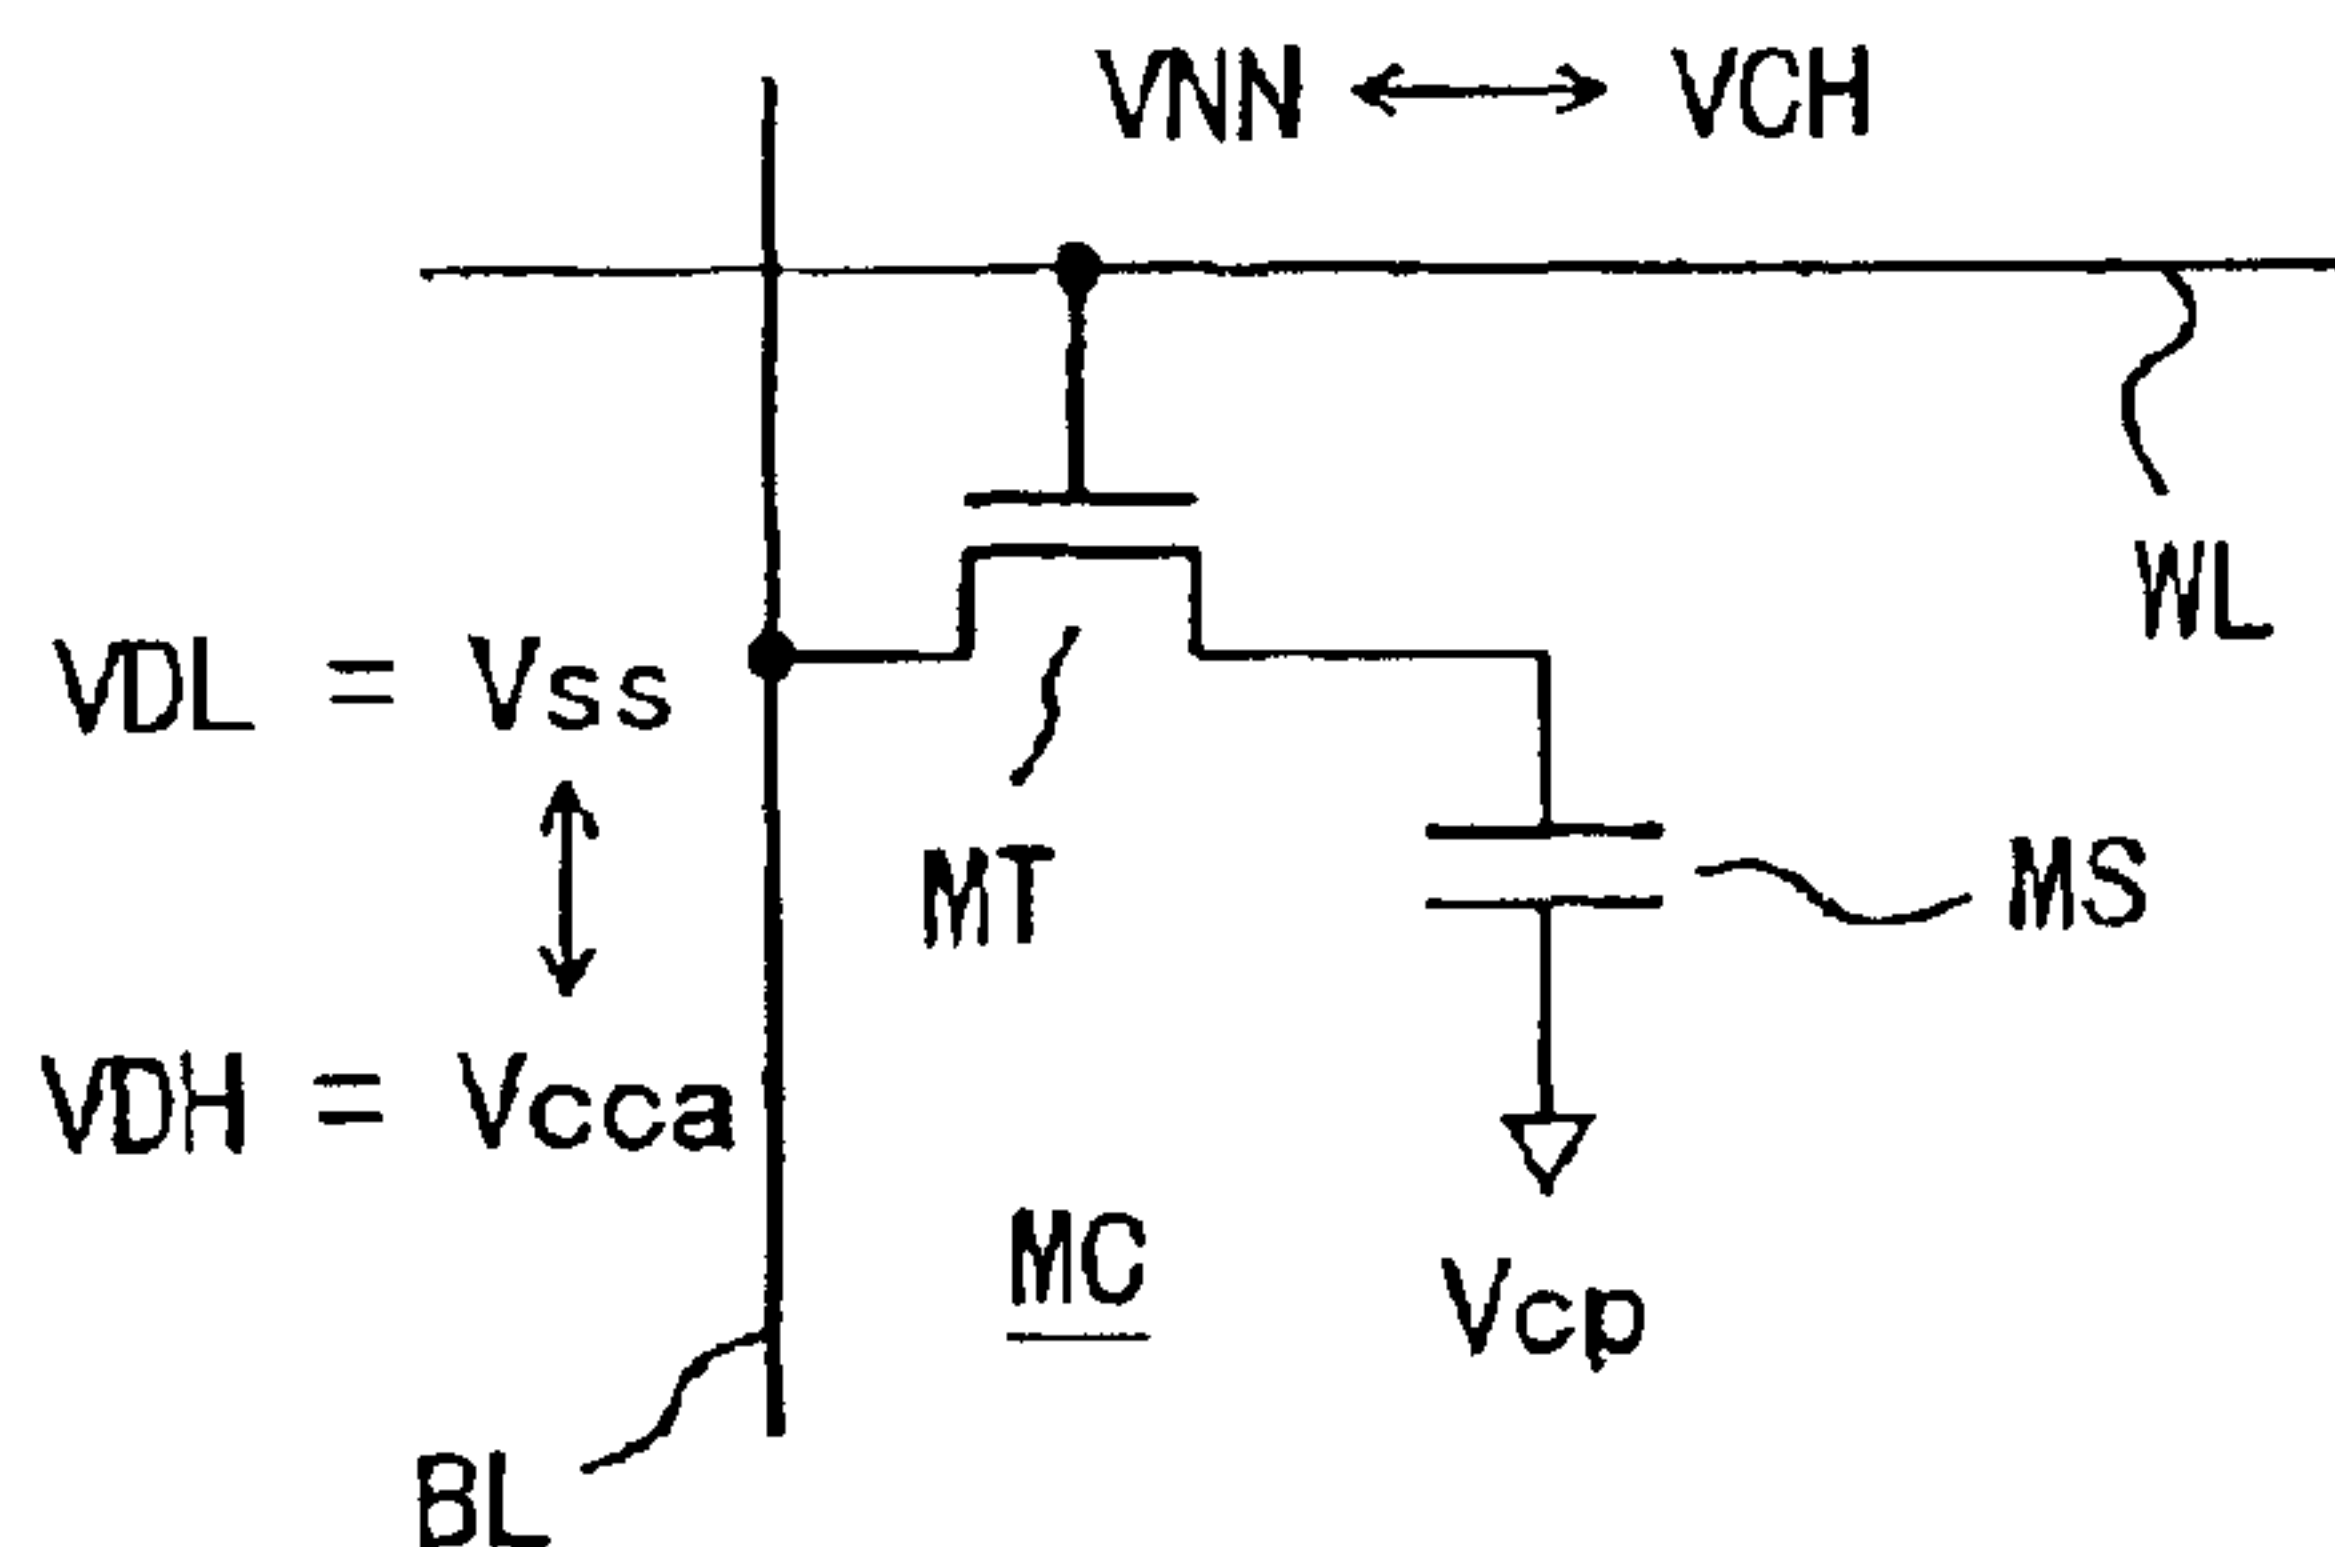 VNN ↔ VCH
WL
VDL = Vss
MT
MS
VDH = Vcca
MC
Vcp
BL